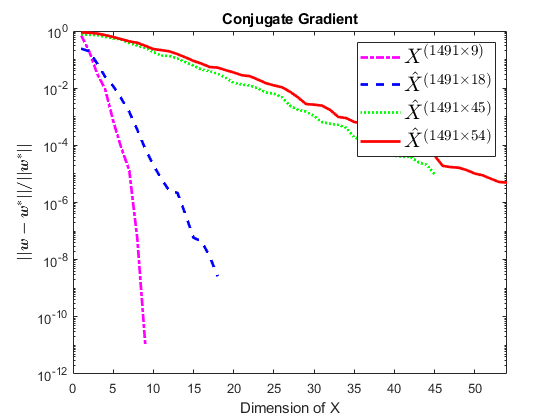 Conjugate Gradient
10^0
10^-2
10^-4
10^-6
10^-8
10^-10
10^-12
||w − w*||/||w*||
X^(1491×9)
X̂^(1491×18)
X̂^(1491×45)
X̂^(1491×54)
0 5 10 15 20 25 30 35 40 45 50
Dimension of X